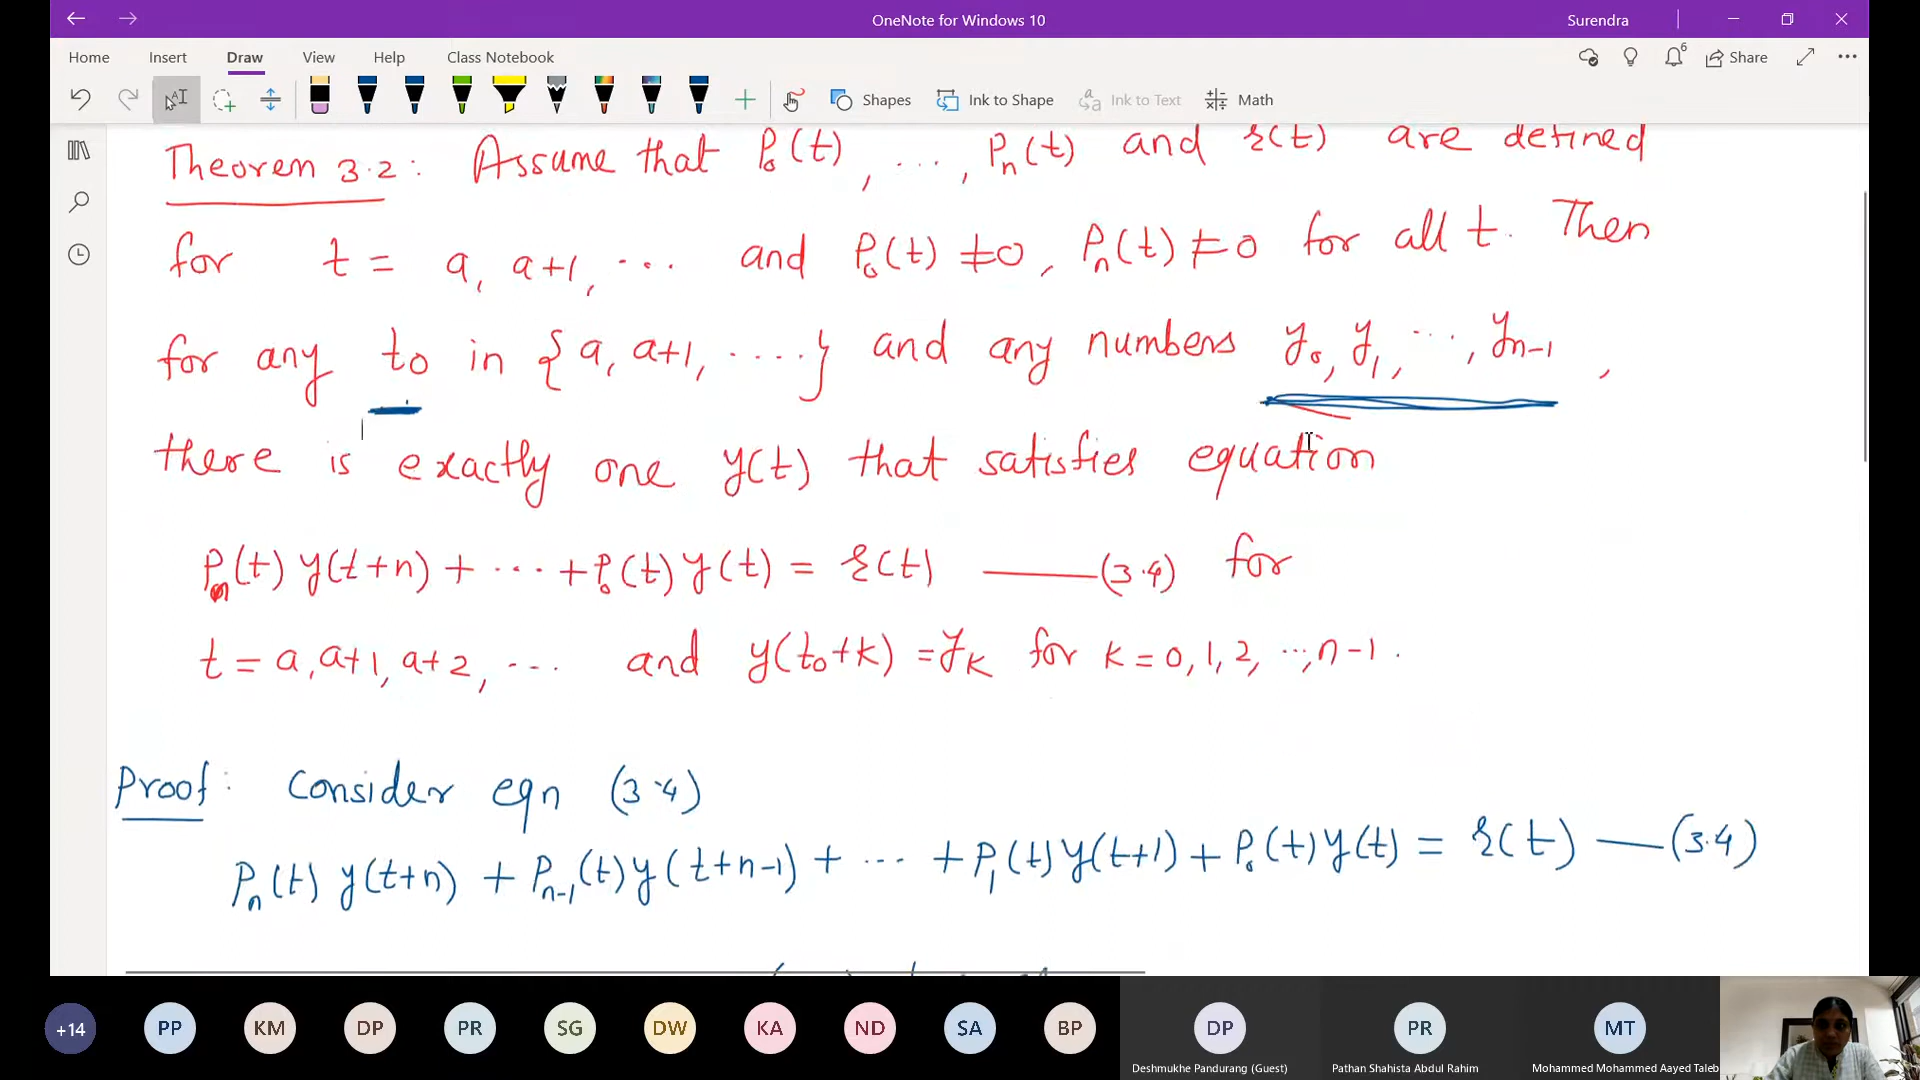 OneNote for Windows 10
Surendra
Home Insert Draw View Help Class Notebook
6
Share
Shapes Ink to Shape Ink to Text Math
Theorem 3.2: Assume that P₀(t), ..., Pₙ(t) and r(t) are defined
for t = a, a+1, ... and P₀(t) ≠ 0, Pₙ(t) ≠ 0 for all t. Then
for any t₀ in {a, a+1, ....} and any numbers y₀, y₁, ..., yₙ₋₁,
there is exactly one y(t) that satisfies equation
Pₙ(t) y(t+n) + ... + P₀(t) y(t) = r(t) —— (3.4) for
t = a, a+1, a+2, ... and y(t₀+k) = yₖ for k = 0, 1, 2, ..., n-1.
Proof: Consider eqn (3.4)
Pₙ(t) y(t+n) + Pₙ₋₁(t) y(t+n-1) + ... + P₁(t) y(t+1) + P₀(t) y(t) = r(t) —— (3.4)
+14 PP KM DP PR SG DW KA ND SA BP DP PR MT
Deshmukhe Pandurang (Guest) Pathan Shahista Abdul Rahim Mohammed Mohammed Aayed Taleb